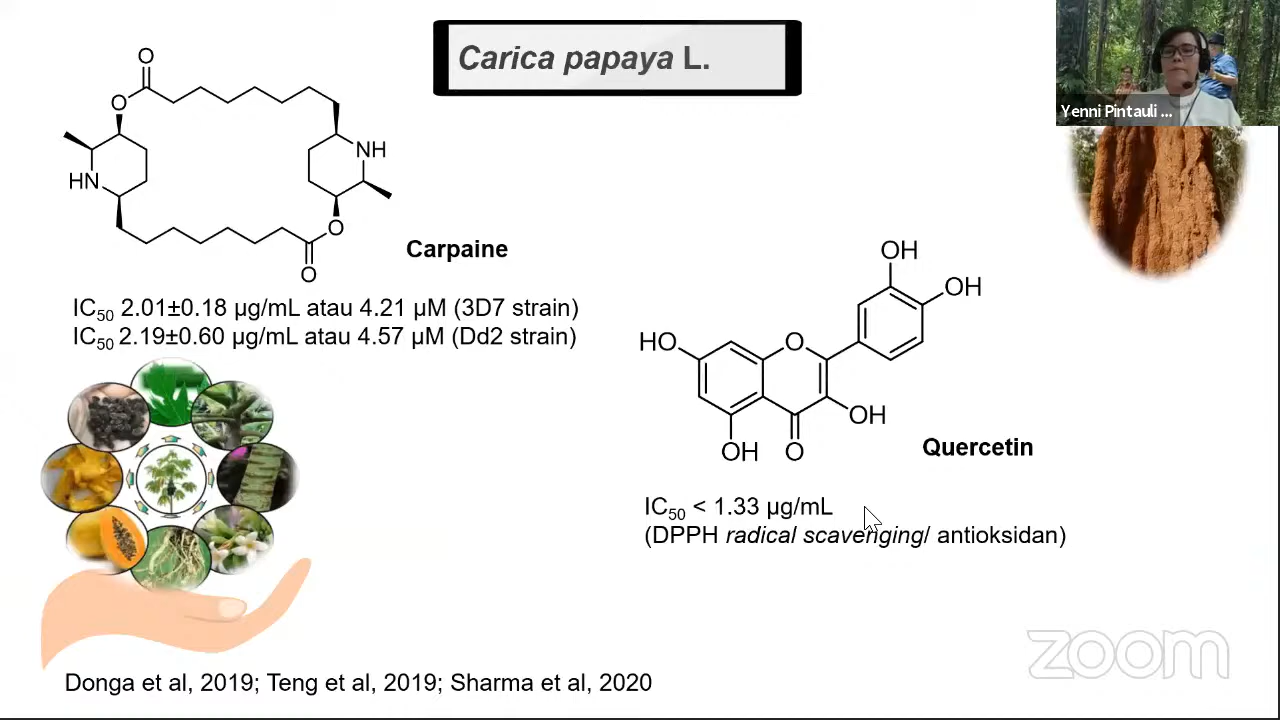 Carica papaya L.
Yenni Pintauli ...
O
O
NH
HN
O
O
Carpaine
IC50 2.01±0.18 µg/mL atau 4.21 µM (3D7 strain)
IC50 2.19±0.60 µg/mL atau 4.57 µM (Dd2 strain)
OH
OH
HO
O
OH
OH
O
Quercetin
IC50 < 1.33 µg/mL
(DPPH radical scavenging/ antioksidan)
zoom
Donga et al, 2019; Teng et al, 2019; Sharma et al, 2020